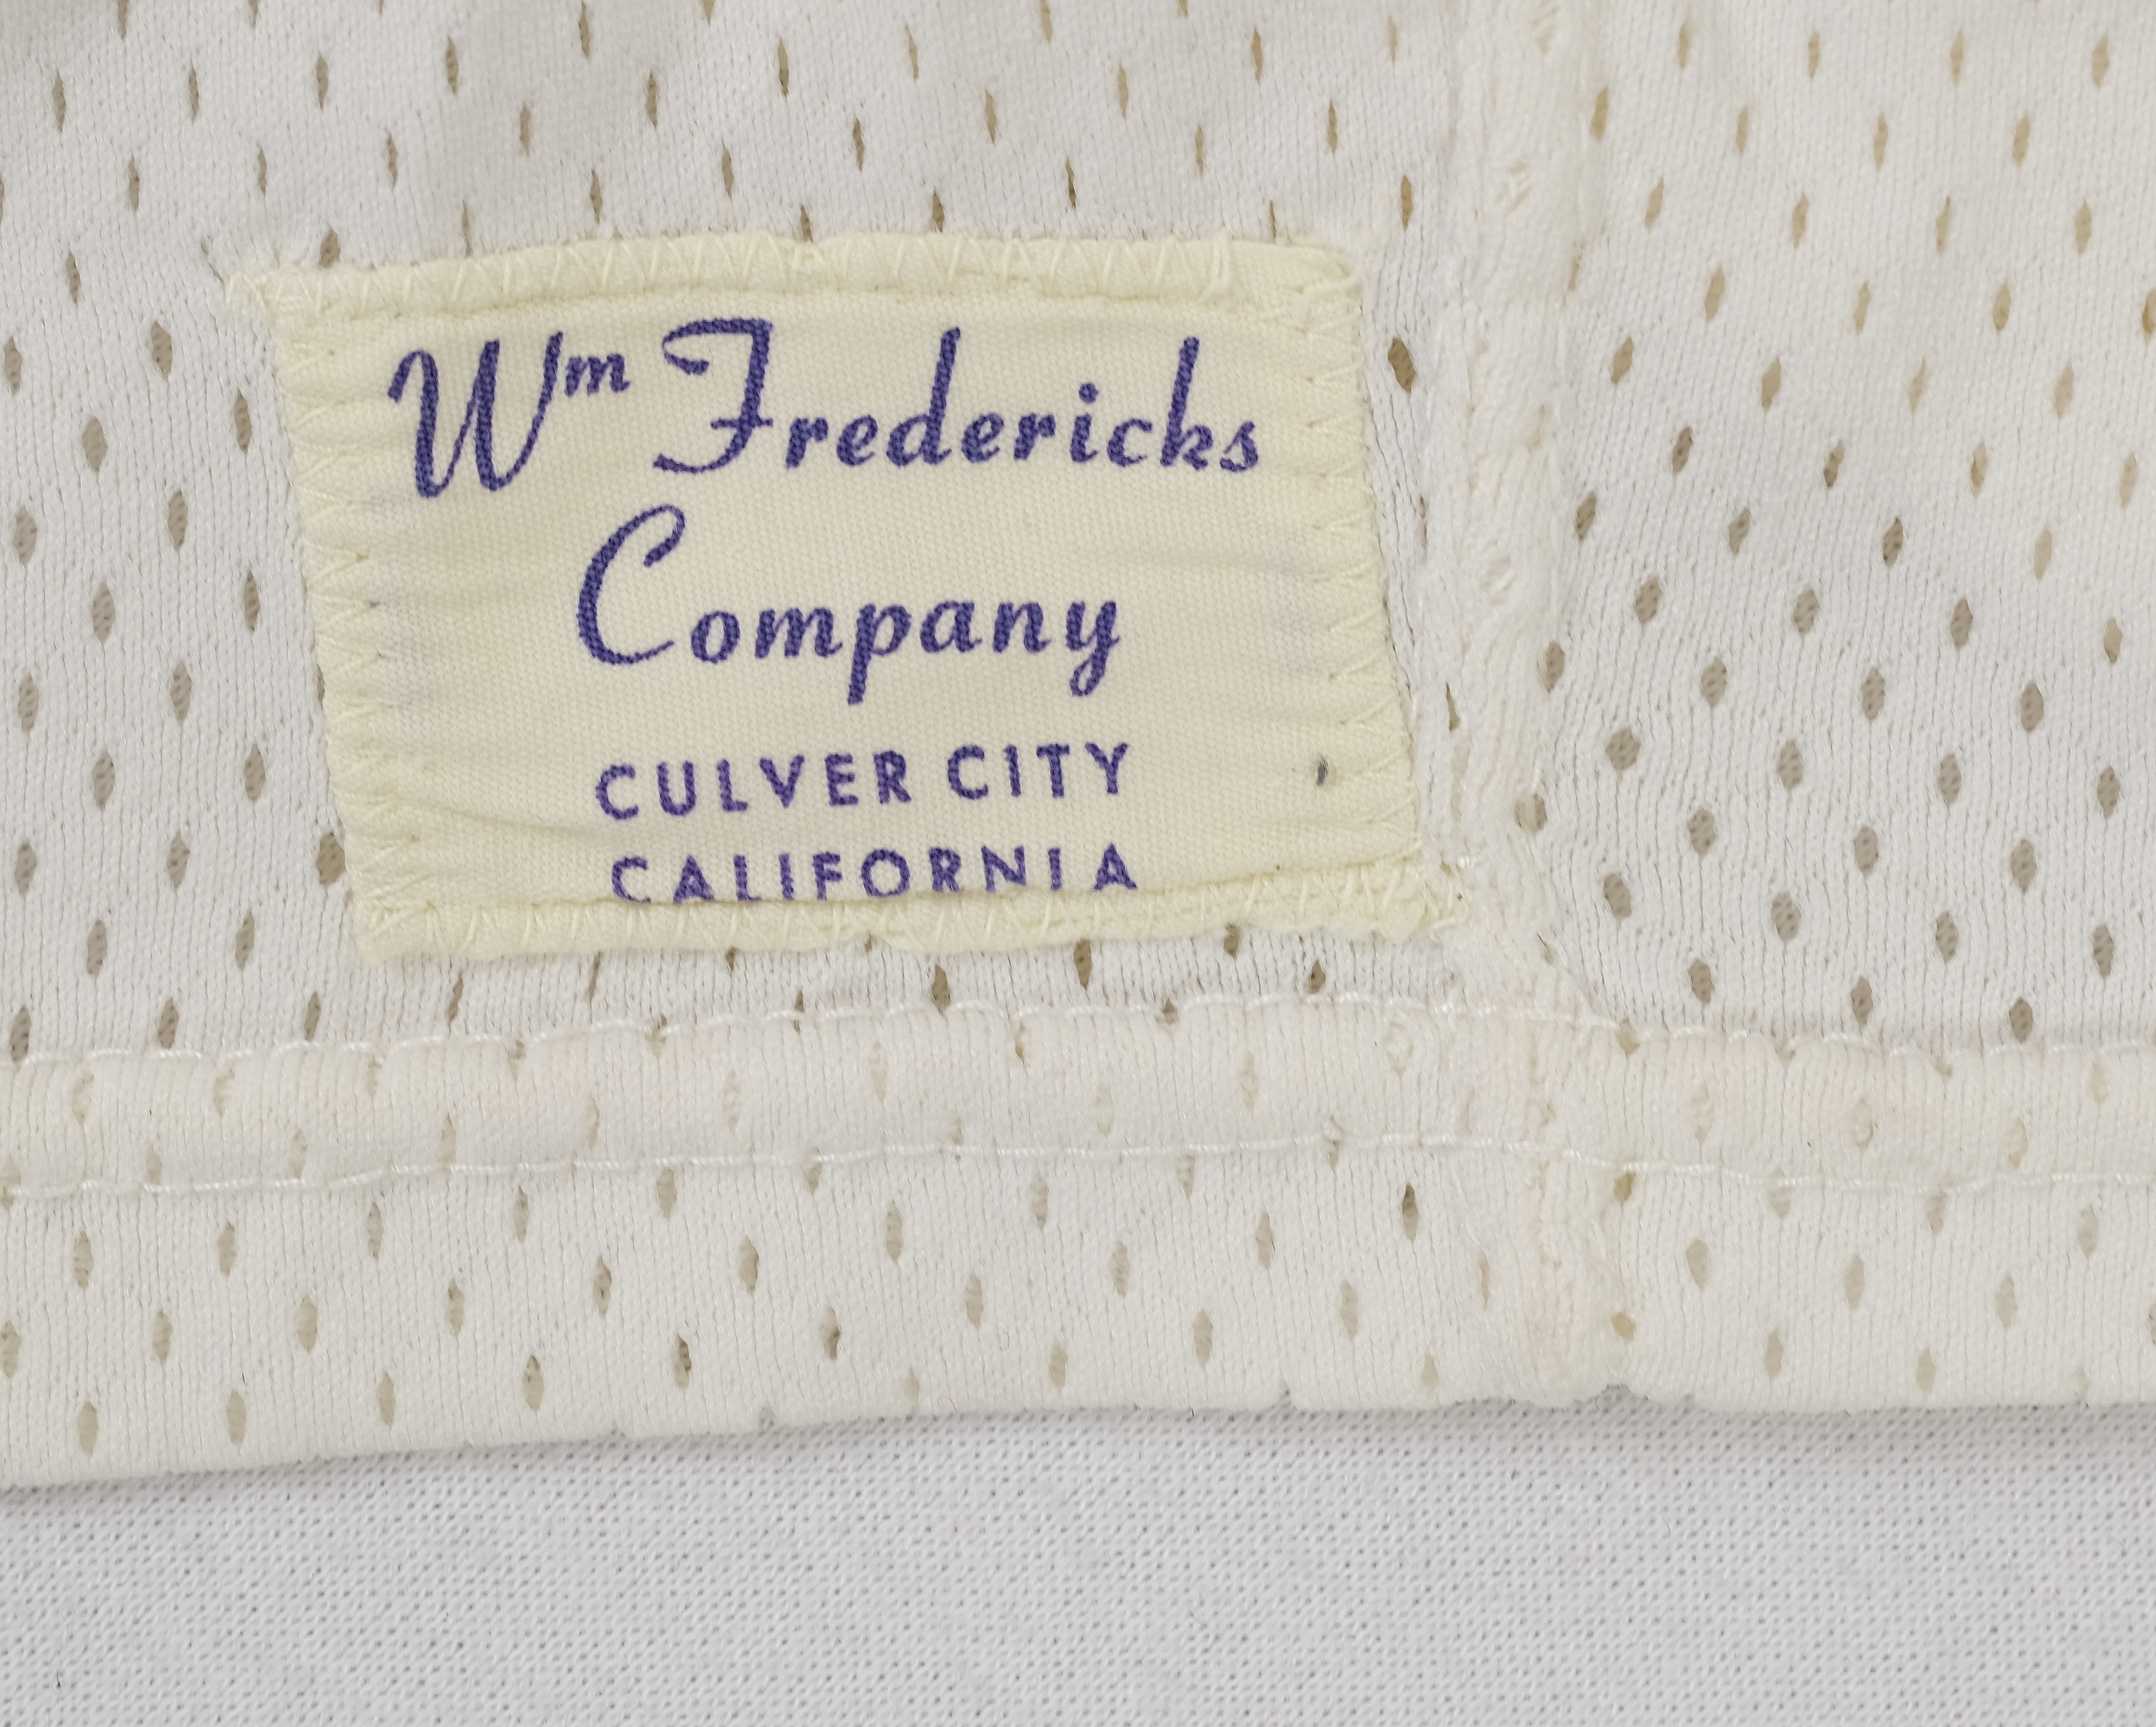 Wm Fredericks
Company
CULVER CITY
CALIFORNIA